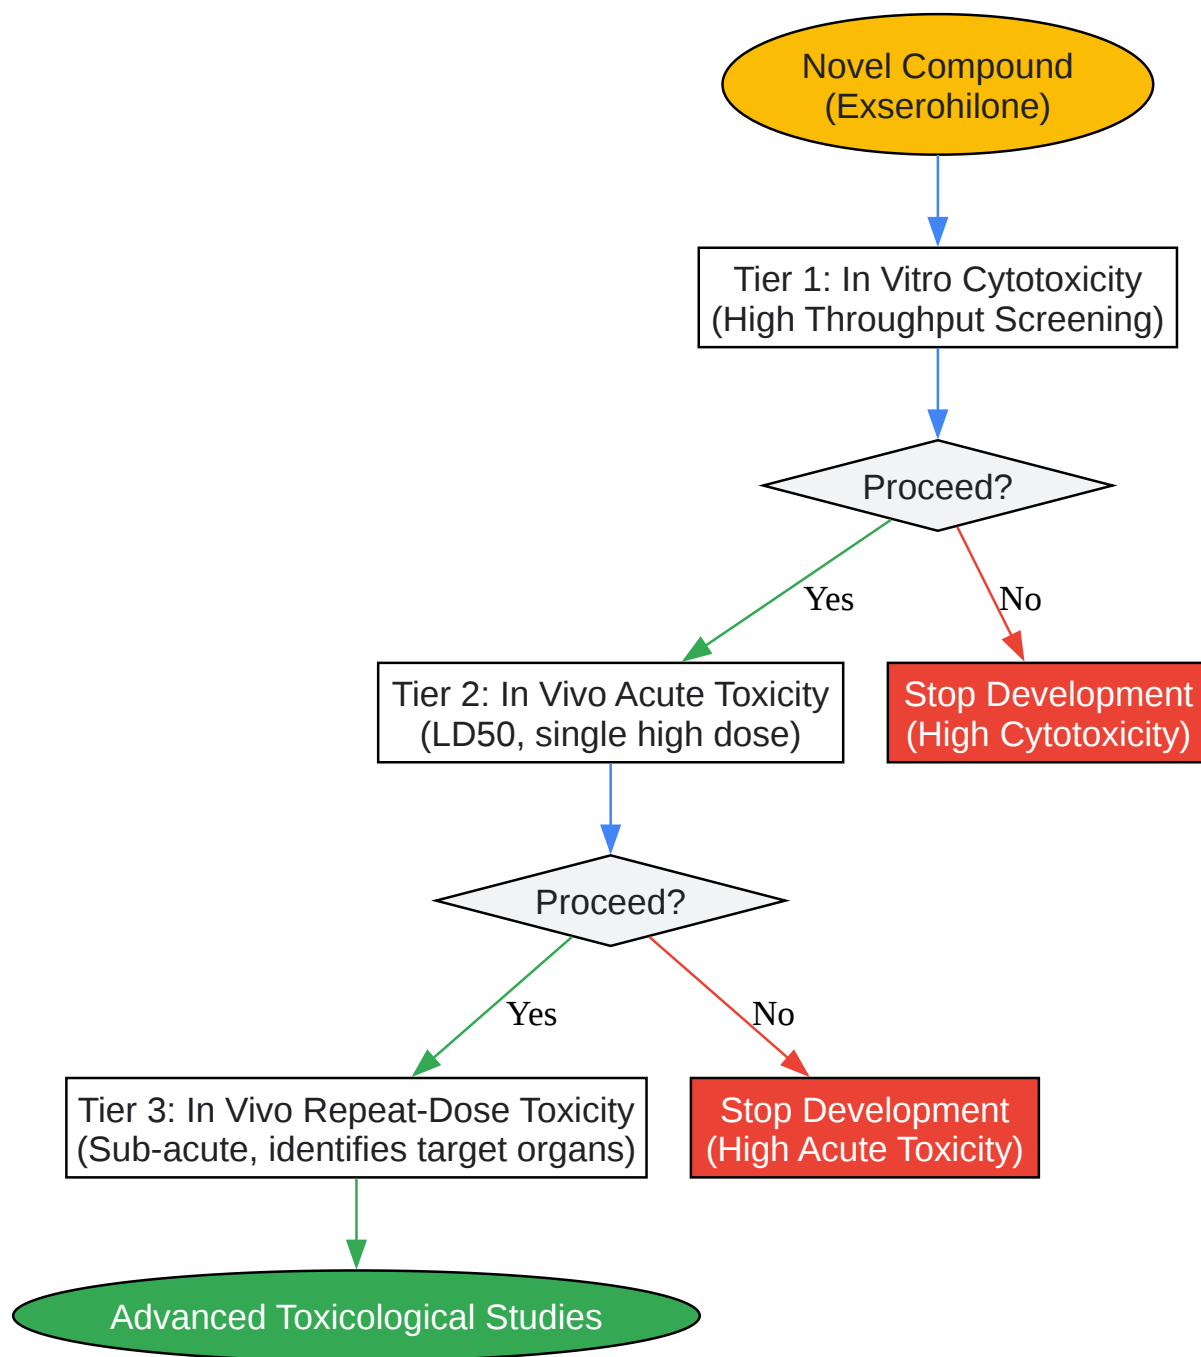 Novel Compound
(Exserohilone)
Tier 1: In Vitro Cytotoxicity
(High Throughput Screening)
Proceed?
Yes
No
Tier 2: In Vivo Acute Toxicity
(LD50, single high dose)
Stop Development
(High Cytotoxicity)
Proceed?
Yes
No
Tier 3: In Vivo Repeat-Dose Toxicity
(Sub-acute, identifies target organs)
Stop Development
(High Acute Toxicity)
Advanced Toxicological Studies